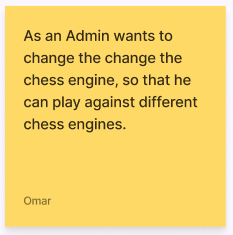 As an Admin wants to
change the change the
chess engine, so that he
can play against different
chess engines.
Omar